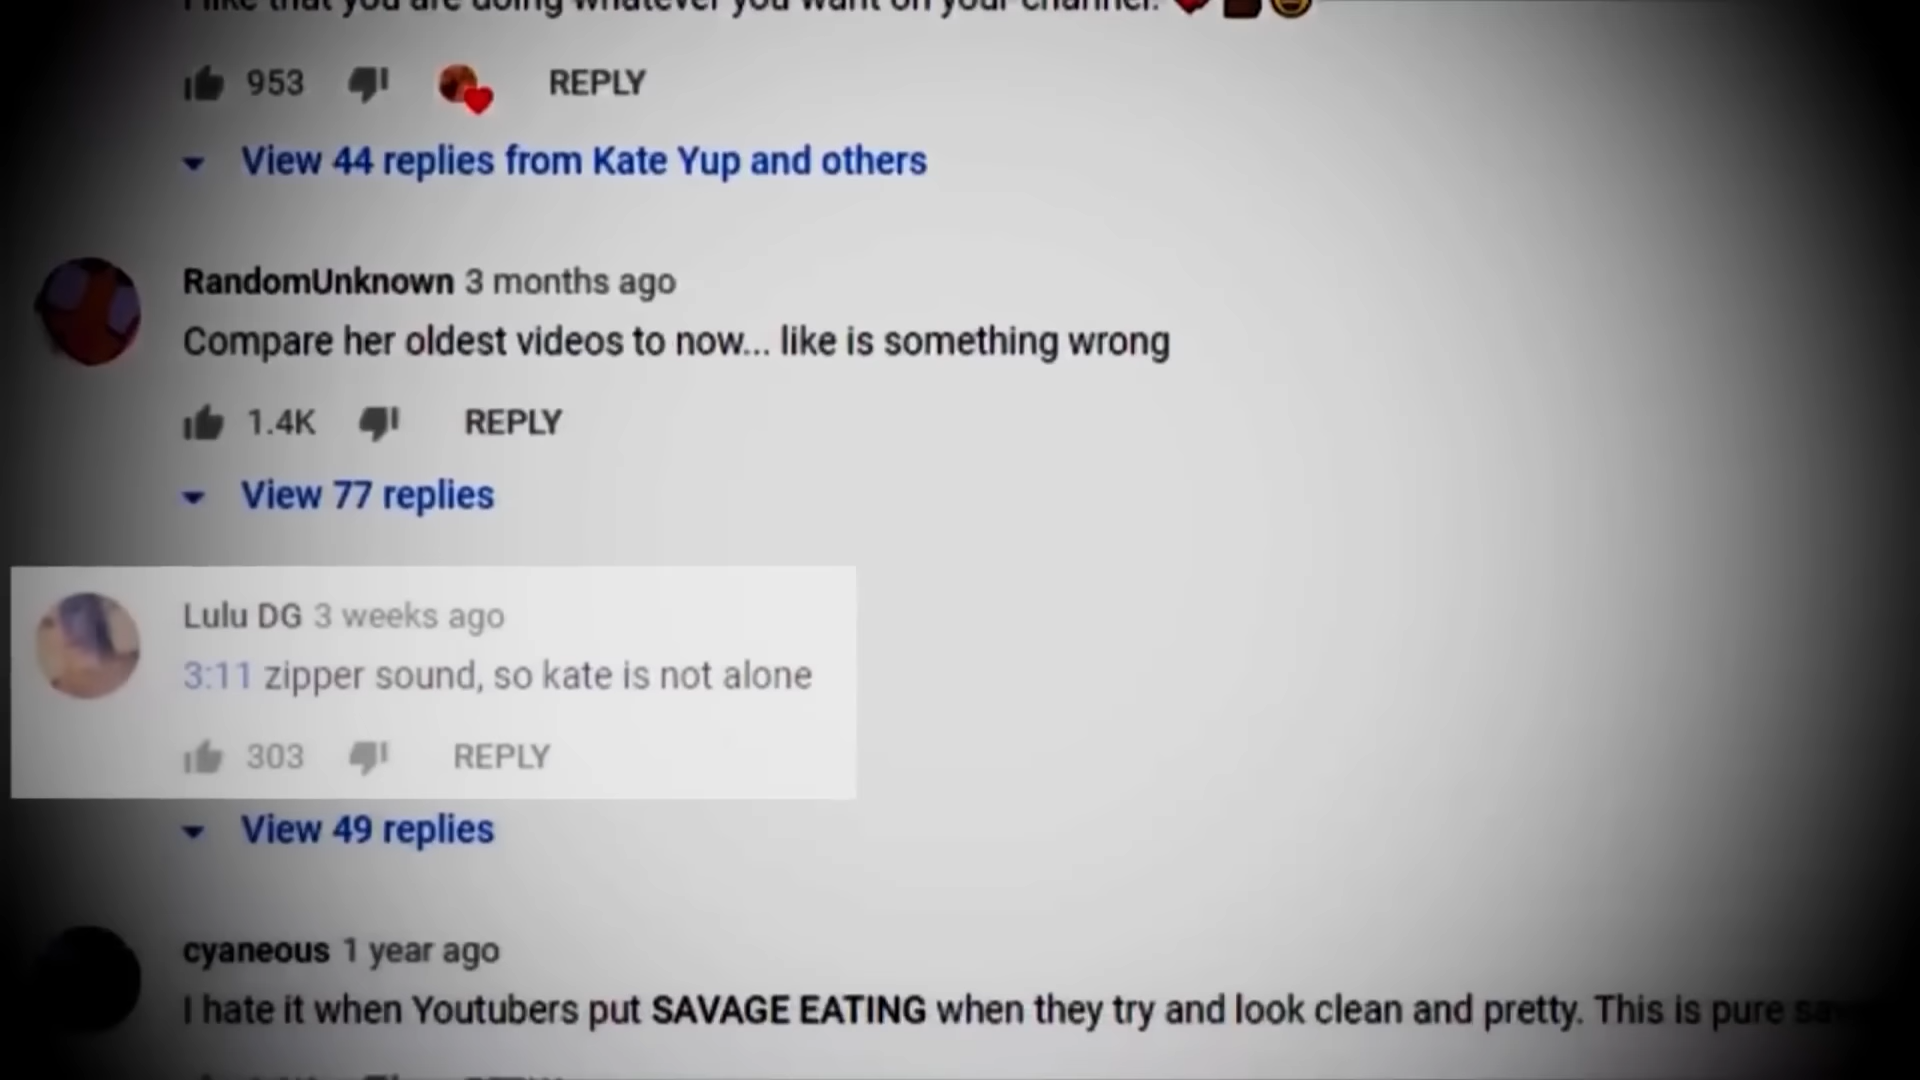 I like that you are doing whatever you want on your channel.
953 REPLY
View 44 replies from Kate Yup and others
RandomUnknown 3 months ago
Compare her oldest videos to now... like is something wrong
1.4K REPLY
View 77 replies
Lulu DG 3 weeks ago
3:11 zipper sound, so kate is not alone
303 REPLY
View 49 replies
cyaneous 1 year ago
I hate it when Youtubers put SAVAGE EATING when they try and look clean and pretty. This is pure